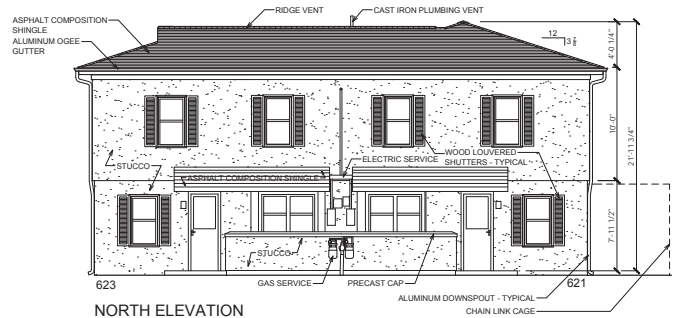 RIDGE VENT
CAST IRON PLUMBING VENT
ASPHALT COMPOSITION
SHINGLE
ALUMINUM OGEE
GUTTER
12
3 7/8
4'-0 1/4"
10'-0"
21'-11 3/4"
7'-11 1/2"
WOOD LOUVERED
SHUTTERS - TYPICAL
ELECTRIC SERVICE
STUCCO
ASPHALT COMPOSITION SHINGLE
STUCCO
GAS SERVICE
PRECAST CAP
623
621
ALUMINUM DOWNSPOUT - TYPICAL
CHAIN LINK CAGE
NORTH ELEVATION